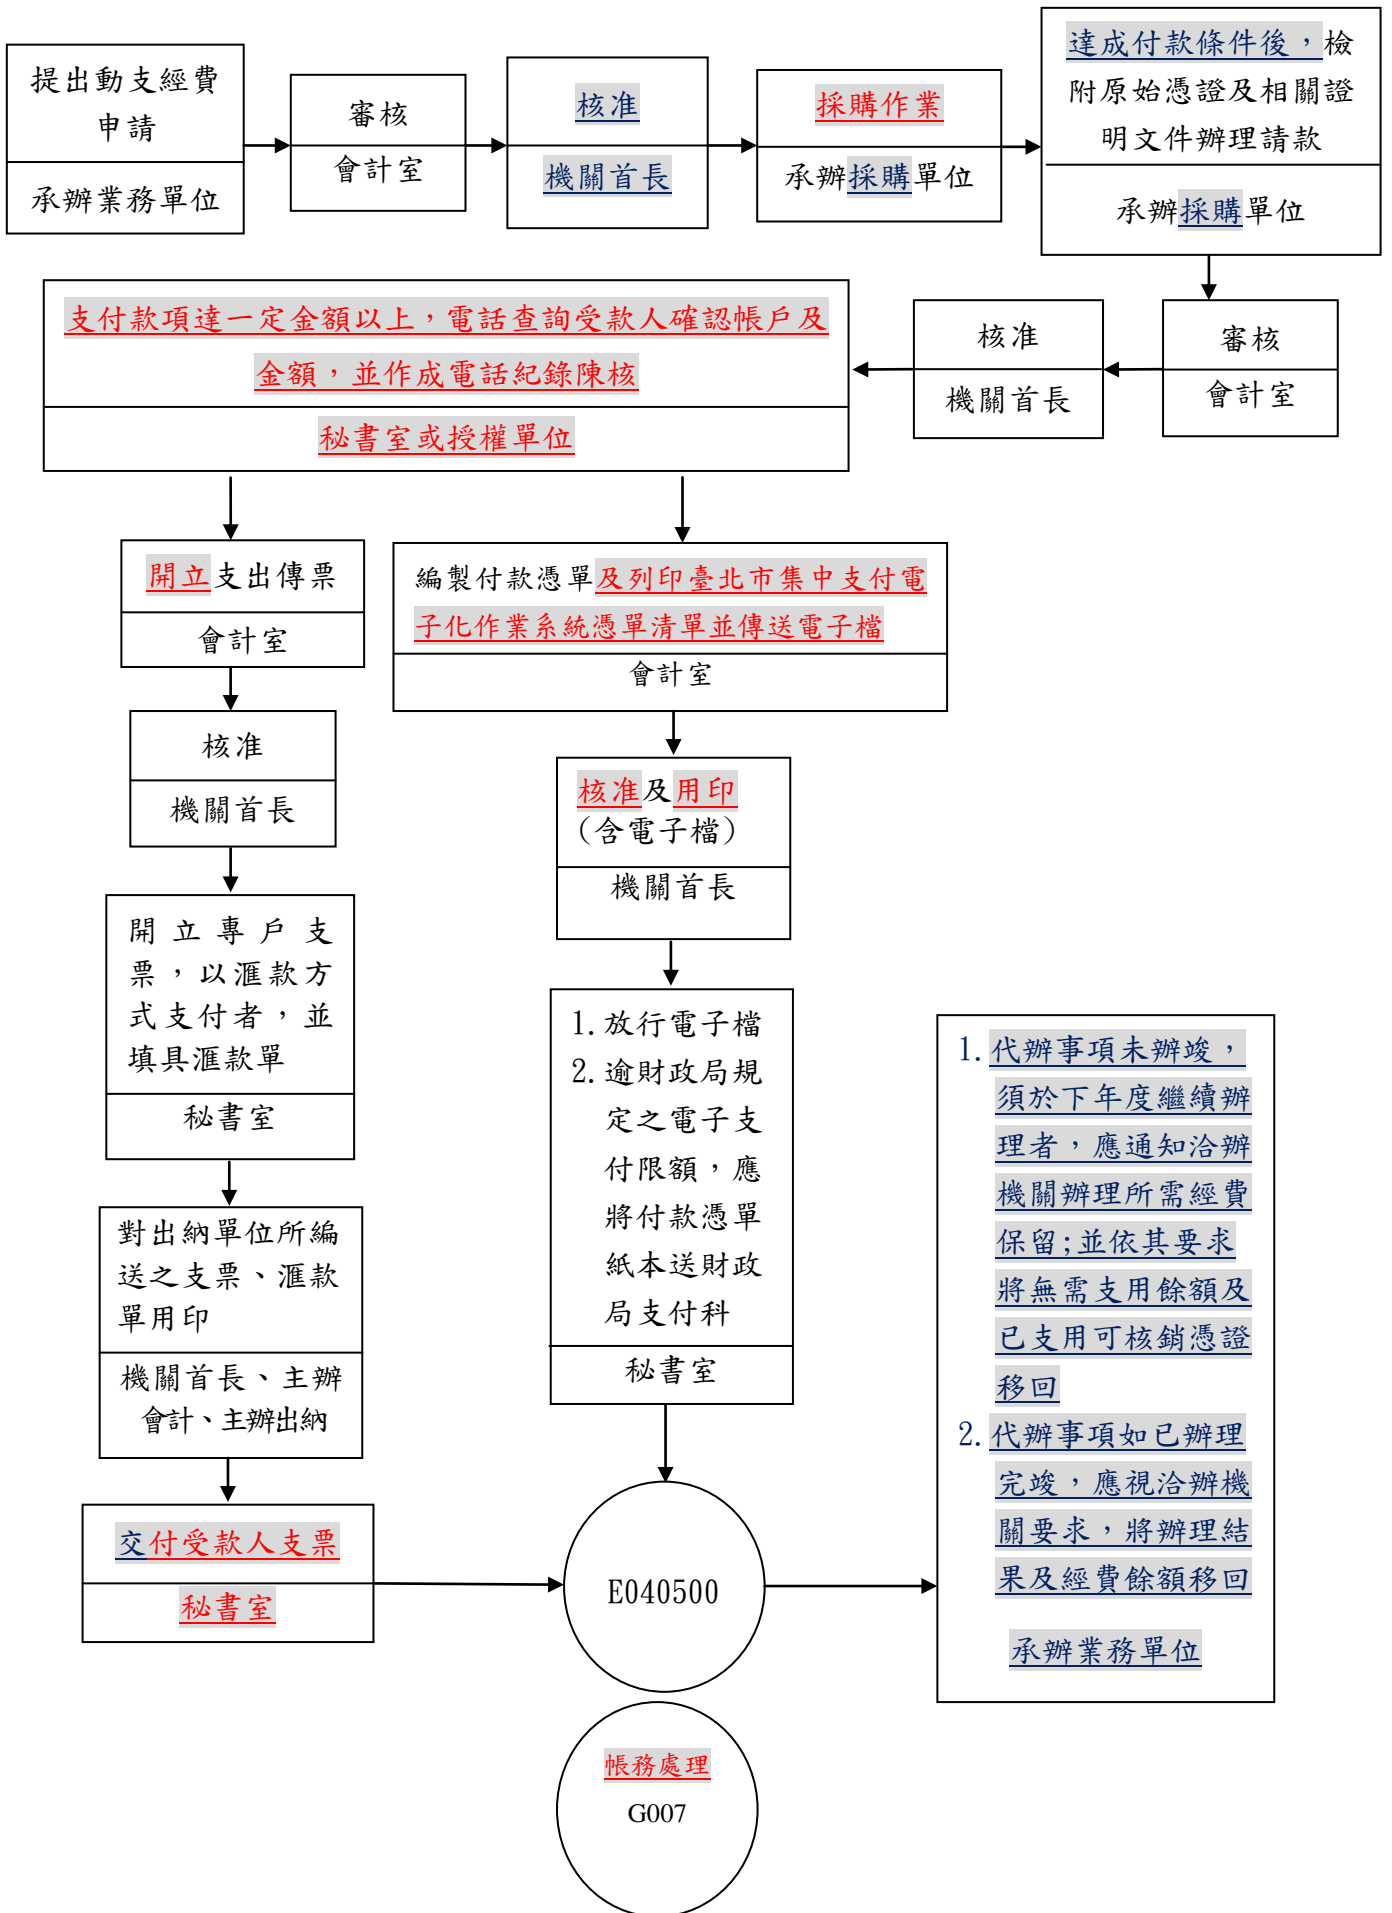 提出動支經費
申請
承辦業務單位
審核
會計室
核准
機關首長
採購作業
承辦採購單位
達成付款條件後，檢
附原始憑證及相關證
明文件辦理請款
承辦採購單位
審核
會計室
核准
機關首長
支付款項達一定金額以上，電話查詢受款人確認帳戶及
金額，並作成電話紀錄陳核
秘書室或授權單位
開立支出傳票
會計室
核准
機關首長
開立專戶支
票，以滙款方
式支付者，並
填具滙款單
秘書室
對出納單位所編
送之支票、滙款
單用印
機關首長、主辦
會計、主辦出納
交付受款人支票
秘書室
編製付款憑單及列印臺北市集中支付電
子化作業系統憑單清單並傳送電子檔
會計室
核准及用印
(含電子檔)
機關首長
1.放行電子檔
2.逾財政局規
定之電子支
付限額，應
將付款憑單
紙本送財政
局支付科
秘書室
E040500
1.代辦事項未辦竣，
須於下年度繼續辦
理者，應通知洽辦
機關辦理所需經費
保留;並依其要求
將無需支用餘額及
已支用可核銷憑證
移回
2.代辦事項如已辦理
完竣，應視洽辦機
關要求，將辦理結
果及經費餘額移回
承辦業務單位
帳務處理
G007